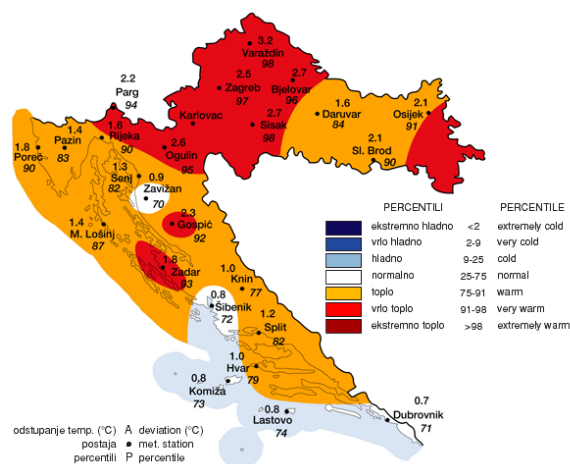 3.2
Varaždin
98
2.2
Parg
94
2.5
Zagreb
97
2.7
Bjelovar
96
1.6
Daruvar
84
2.1
Osijek
91
Karlovac
2.7
Sisak
98
2.1
Sl. Brod
90
1.8
Poreč
90
1.4
Pazin
83
1.6
Rijeka
90
2.6
Ogulin
95
1.3
Senj
82
0.9
Zavižan
70
1.4
M. Lošinj
87
2.3
Gospić
92
1.8
Zadar
93
1.0
Knin
77
0.8
Šibenik
72
1.2
Split
82
1.0
Hvar
79
0.8
Komiža
73
0.8
Lastovo
74
0.7
Dubrovnik
71
PERCENTILI PERCENTILE
ekstremno hladno <2 extremely cold
vrlo hladno 2-9 very cold
hladno 9-25 cold
normalno 25-75 normal
toplo 75-91 warm
vrlo toplo 91-98 very warm
ekstremno toplo >98 extremely warm
odstupanje temp. (°C) A deviation (°C)
postaja • met. station
percentili P percentile